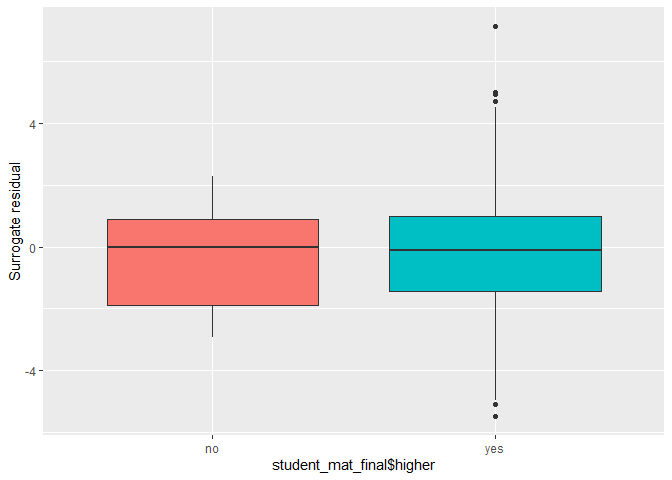 Surrogate residual
4
0
-4
no yes
student_mat_final$higher